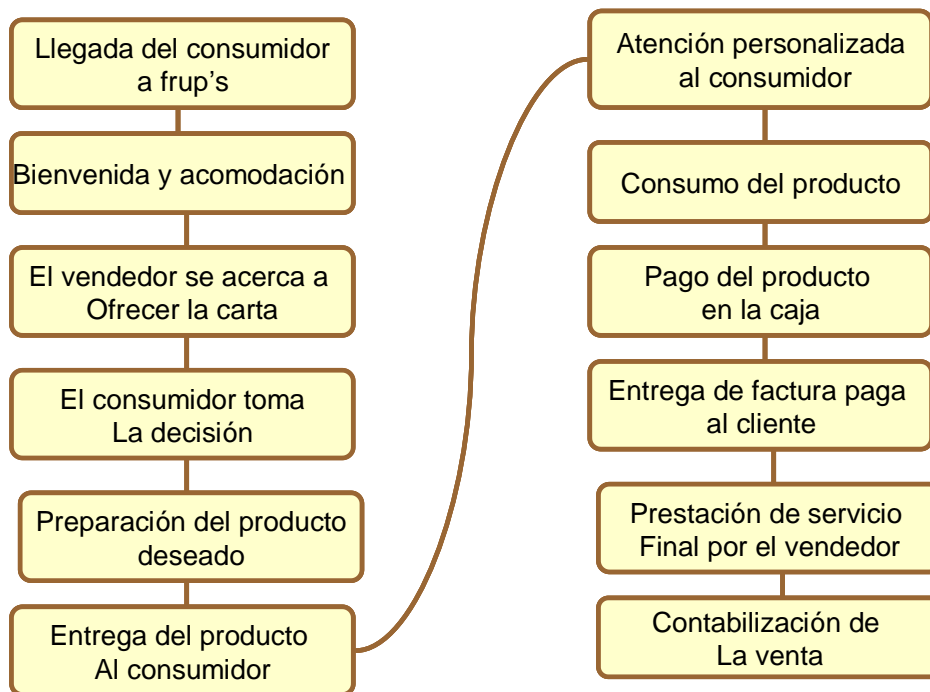 Llegada del consumidor
a frup’s
Bienvenida y acomodación
El vendedor se acerca a
Ofrecer la carta
El consumidor toma
La decisión
Preparación del producto
deseado
Entrega del producto
Al consumidor
Atención personalizada
al consumidor
Consumo del producto
Pago del producto
en la caja
Entrega de factura paga
al cliente
Prestación de servicio
Final por el vendedor
Contabilización de
La venta